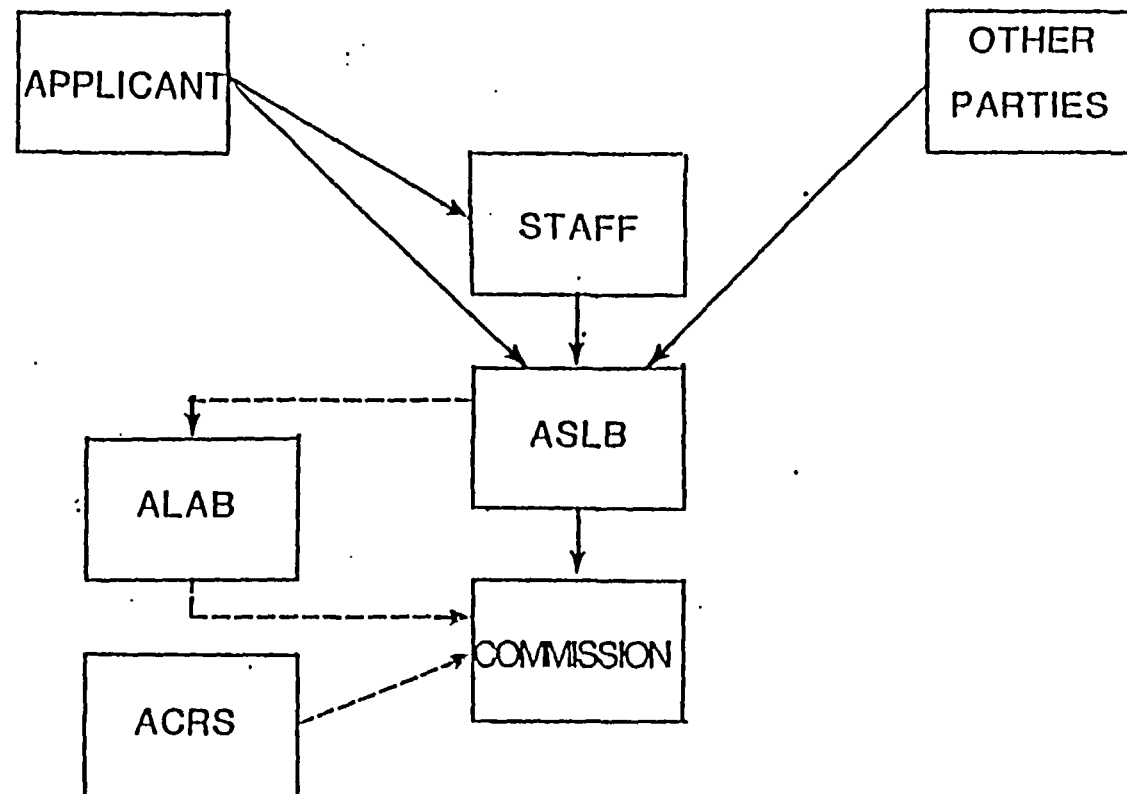 APPLICANT
OTHER
PARTIES
STAFF
ASLB
ALAB
COMMISSION
ACRS